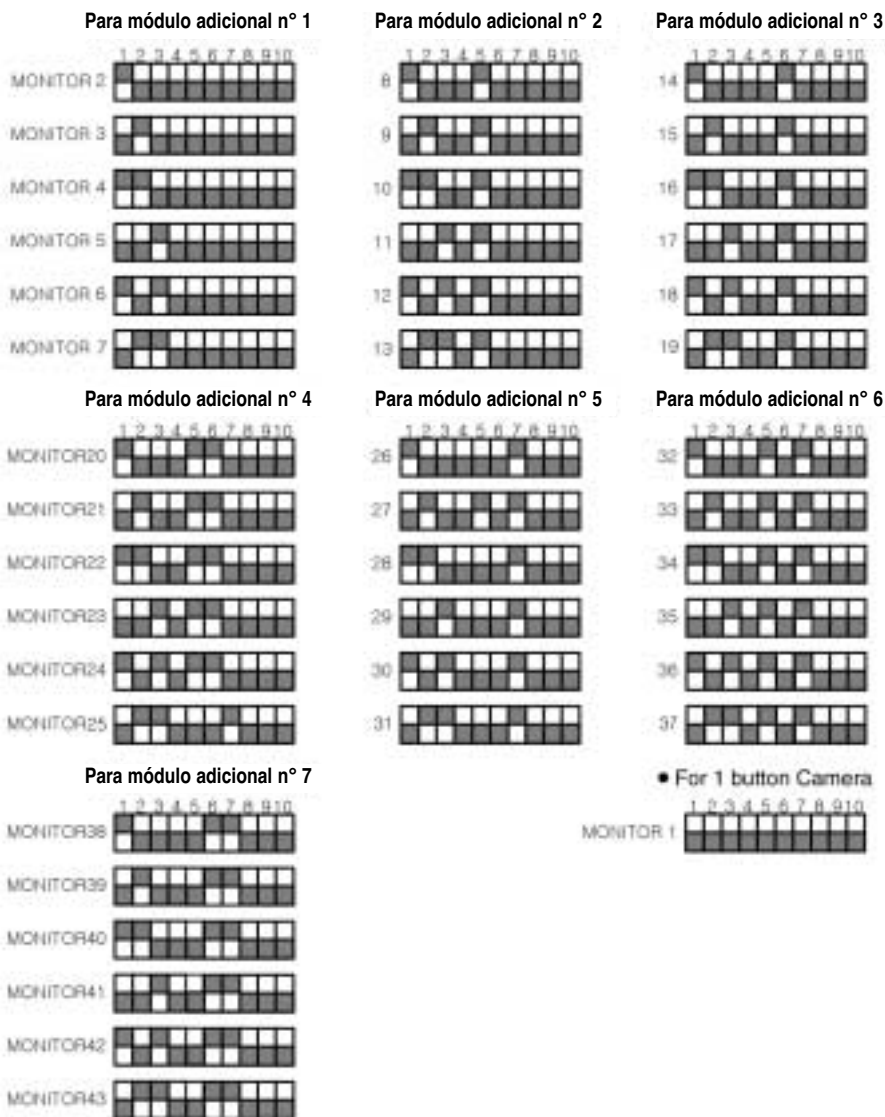 Para módulo adicional n° 1
1 2 3 4 5 6 7 8 9 10
MONITOR 2
MONITOR 3
MONITOR 4
MONITOR 5
MONITOR 6
MONITOR 7
Para módulo adicional n° 2
1 2 3 4 5 6 7 8 9 10
8
9
10
11
12
13
Para módulo adicional n° 3
1 2 3 4 5 6 7 8 9 10
14
15
16
17
18
19
Para módulo adicional n° 4
1 2 3 4 5 6 7 8 9 10
MONITOR20
MONITOR21
MONITOR22
MONITOR23
MONITOR24
MONITOR25
Para módulo adicional n° 5
1 2 3 4 5 6 7 8 9 10
26
27
28
29
30
31
Para módulo adicional n° 6
1 2 3 4 5 6 7 8 9 10
32
33
34
35
36
37
Para módulo adicional n° 7
1 2 3 4 5 6 7 8 9 10
MONITOR38
MONITOR39
MONITOR40
MONITOR41
MONITOR42
MONITOR43
• For 1 button Camera
1 2 3 4 5 6 7 8 9 10
MONITOR 1